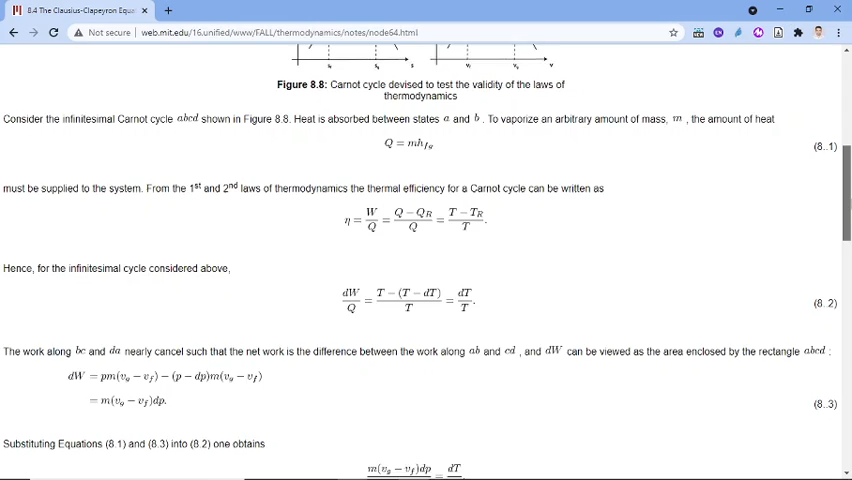 8.4 The Clausius-Clapeyron Equa
Not secure | web.mit.edu/16.unified/www/FALL/thermodynamics/notes/node64.html
Figure 8.8: Carnot cycle devised to test the validity of the laws of
thermodynamics
Consider the infinitesimal Carnot cycle abcd shown in Figure 8.8. Heat is absorbed between states a and b . To vaporize an arbitrary amount of mass, m , the amount of heat
Q = mh_{fg} (8..1)
must be supplied to the system. From the 1st and 2nd laws of thermodynamics the thermal efficiency for a Carnot cycle can be written as
η = W/Q = (Q − Q_R)/Q = (T − T_R)/T.
Hence, for the infinitesimal cycle considered above,
dW/Q = (T − (T − dT))/T = dT/T. (8..2)
The work along bc and da nearly cancel such that the net work is the difference between the work along ab and cd , and dW can be viewed as the area enclosed by the rectangle abcd :
dW = pm(v_g − v_f) − (p − dp)m(v_g − v_f)
= m(v_g − v_f)dp. (8..3)
Substituting Equations (8.1) and (8.3) into (8.2) one obtains
m(v_g − v_f)dp = dT